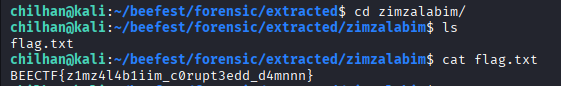 chilhan@kali:~/beefest/forensic/extracted$ cd zimzalabim/
chilhan@kali:~/beefest/forensic/extracted/zimzalabim$ ls
flag.txt
chilhan@kali:~/beefest/forensic/extracted/zimzalabim$ cat flag.txt
BEECTF{z1mz4l4b1iim_c0rupt3edd_d4mnnn}